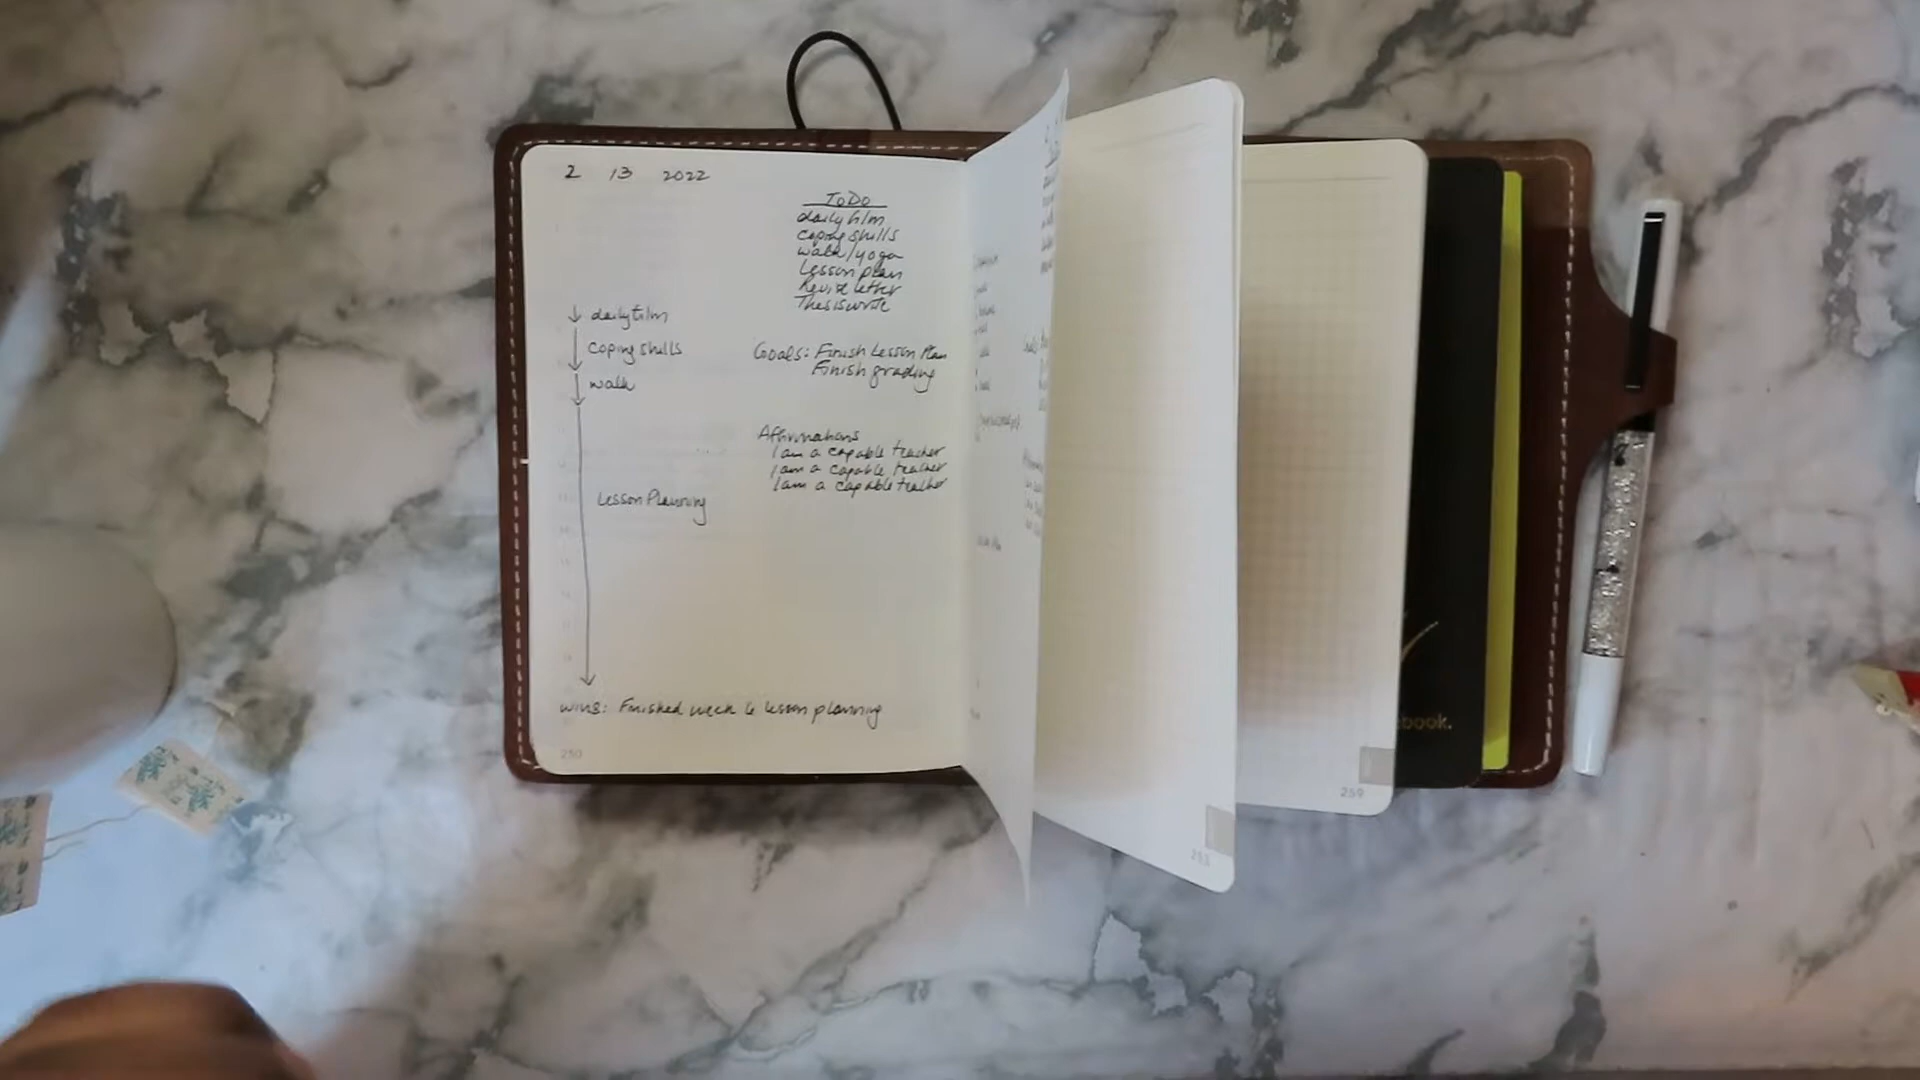 2 13 2022
ToDo
daily film
coping skills
walk/yoga
Lesson plan
Revise letter
Thesis write
daily film
coping skills
walk
Lesson Planning
Goals: Finish Lesson Plan
Finish grading
Affirmations
I am a capable teacher
I am a capable teacher
I am a capable teacher
wins: Finished week 6 lesson planning
250
259
book.